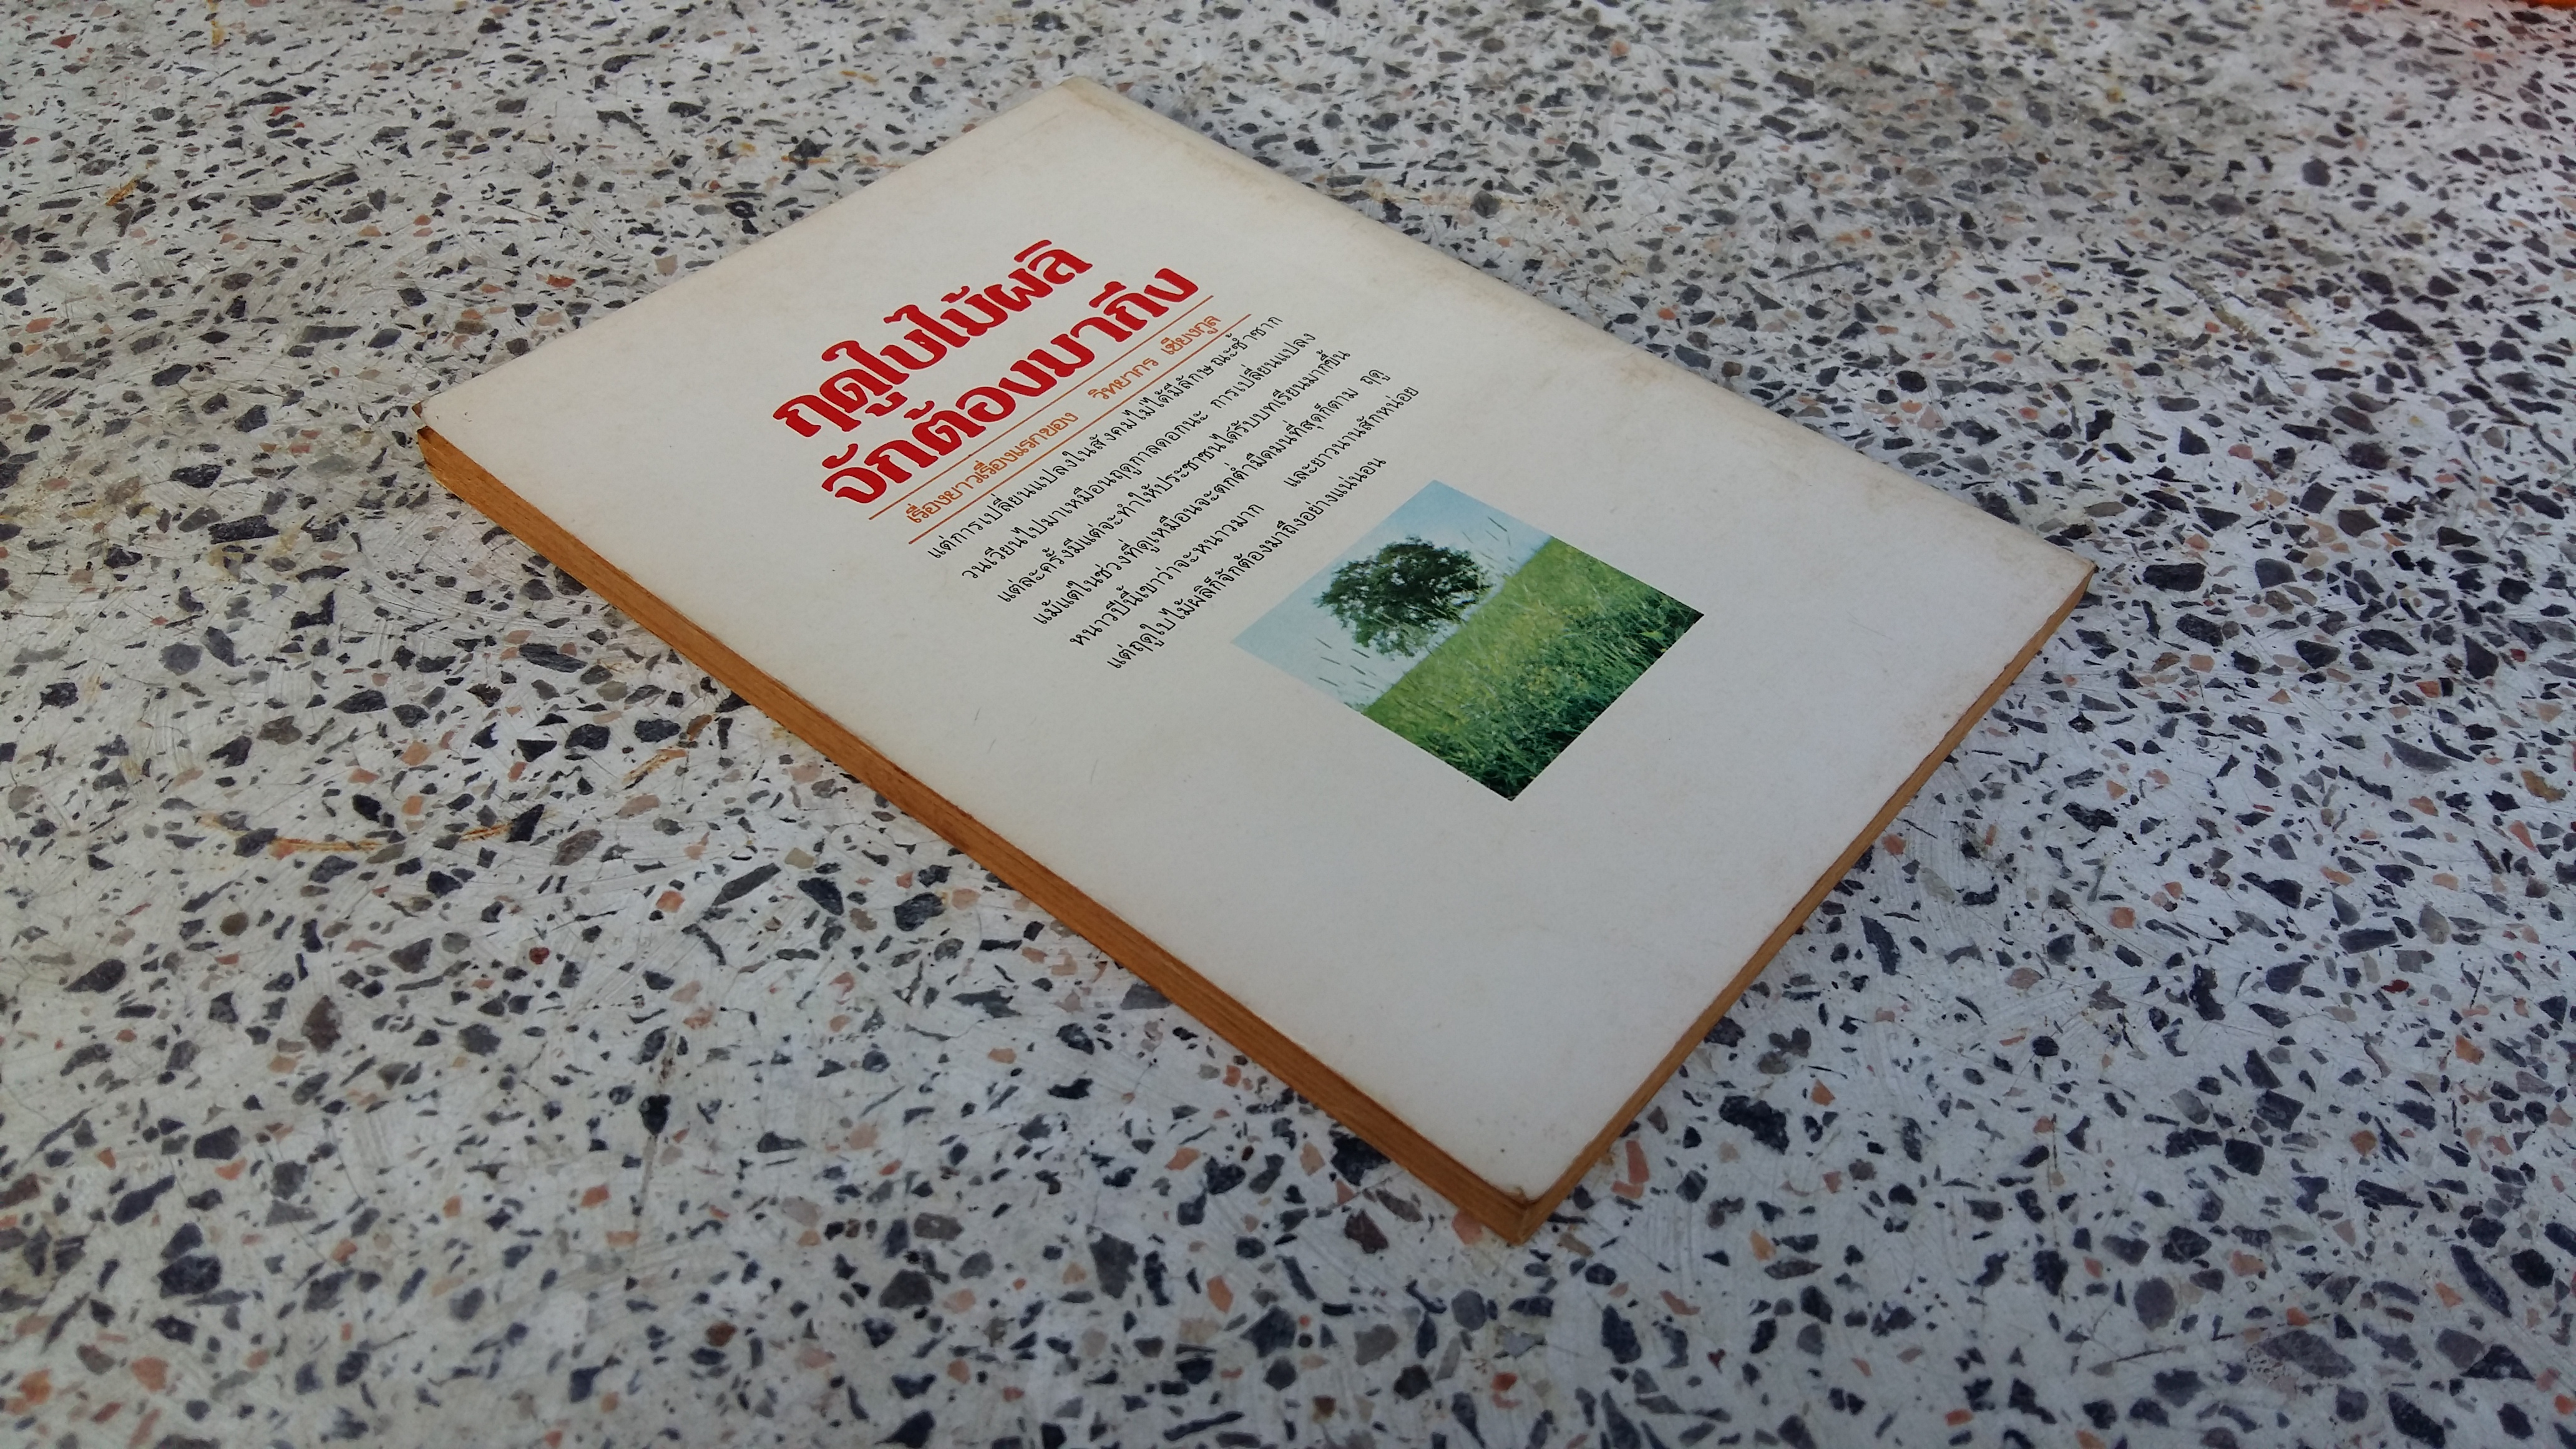 ฤดูใบไม้ผลิ
จักต้องมาถึง
เรื่องยาวเรื่องแรกของ วิทยากร เชียงกูล
แต่การเปลี่ยนแปลงในสังคมไม่ได้มีลักษณะซ้ำซาก
วนเวียนไปมาเหมือนฤดูกาลดอกนะ การเปลี่ยนแปลง
แต่ละครั้งมีแต่จะทำให้ประชาชนได้รับบทเรียนมากขึ้น
แม้แต่ในช่วงที่ดูเหมือนจะตกต่ำมืดมนที่สุดก็ตาม ฤดู
หนาวปีนี้เขาว่าจะหนาวมาก และยาวนานสักหน่อย
แต่ฤดูใบไม้ผลิก็จักต้องมาถึงอย่างแน่นอน